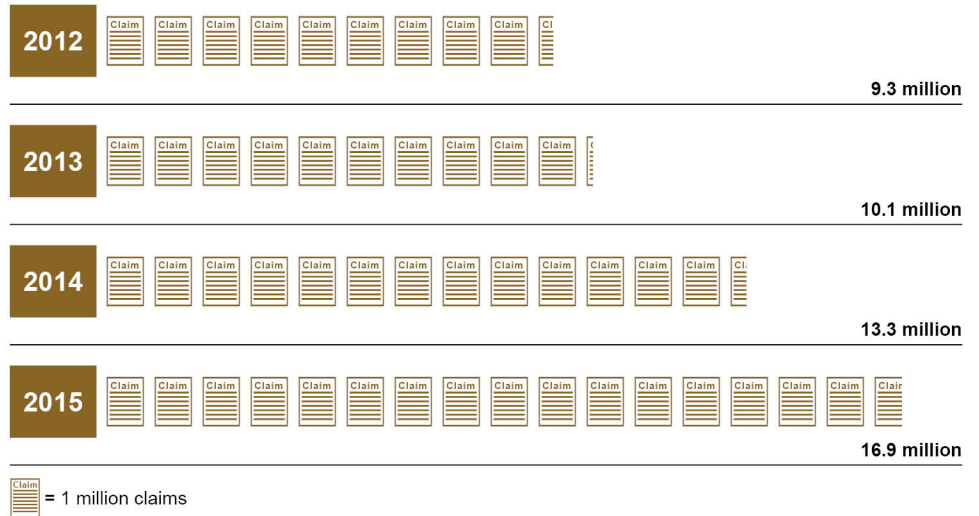 2012 Claim Claim Claim Claim Claim Claim Claim Claim Claim Cl
9.3 million
2013 Claim Claim Claim Claim Claim Claim Claim Claim Claim Claim
10.1 million
2014 Claim Claim Claim Claim Claim Claim Claim Claim Claim Claim Claim Claim Claim Cl
13.3 million
2015 Claim Claim Claim Claim Claim Claim Claim Claim Claim Claim Claim Claim Claim Claim Claim Claim Clai
16.9 million
Claim = 1 million claims